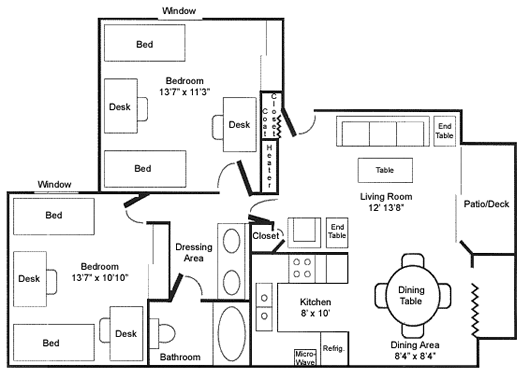 Window
Bed
Bedroom
13'7" x 11'3"
Desk
Desk
Coat
Closet
Heater
Bed
End
Table
Table
Living Room
12' 13'8"
Patio/Deck
Window
Bed
Dressing
Area
Closet
End
Table
Bedroom
13'7" x 10'10"
Desk
Desk
Bed
Bathroom
Kitchen
8' x 10'
Dining
Table
Micro-
Wave
Refrig.
Dining Area
8'4" x 8'4"